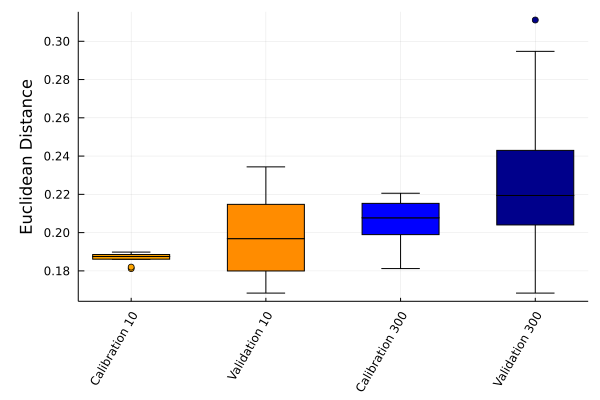 Euclidean Distance
0.30
0.28
0.26
0.24
0.22
0.20
0.18
Calibration 10
Validation 10
Calibration 300
Validation 300